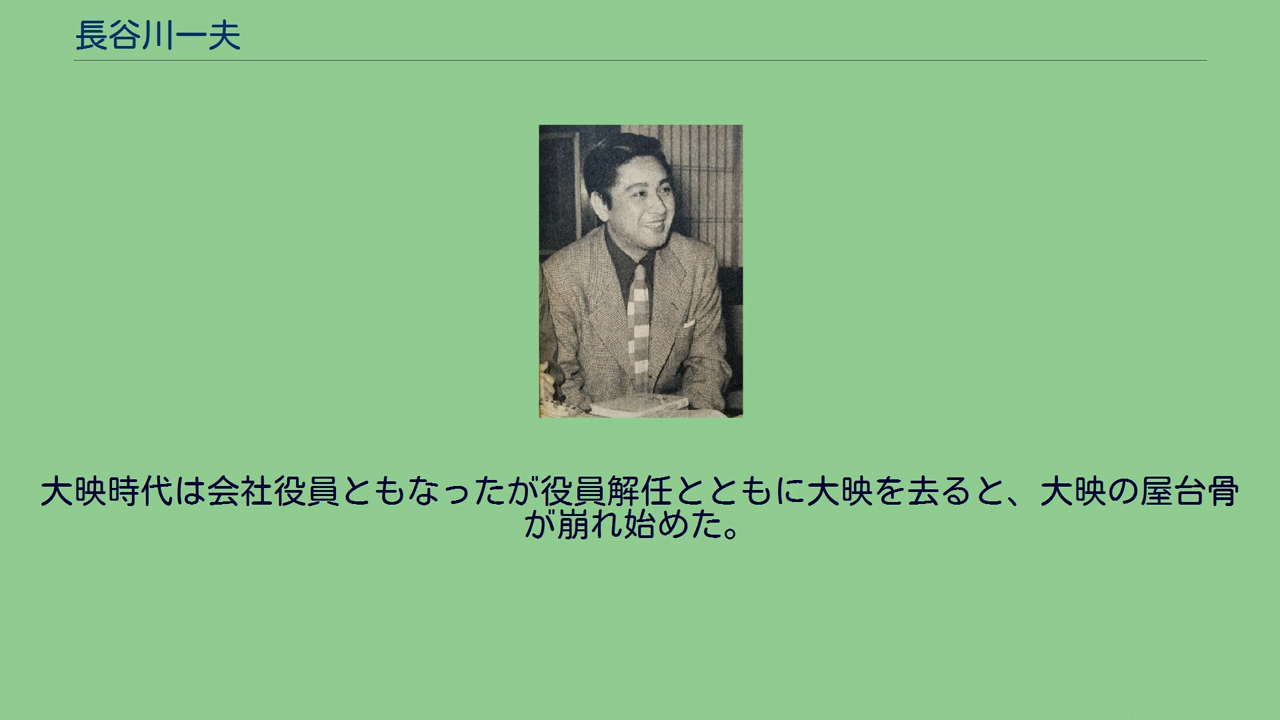 長谷川一夫
大映時代は会社役員ともなったが役員解任とともに大映を去ると、大映の屋台骨
が崩れ始めた。